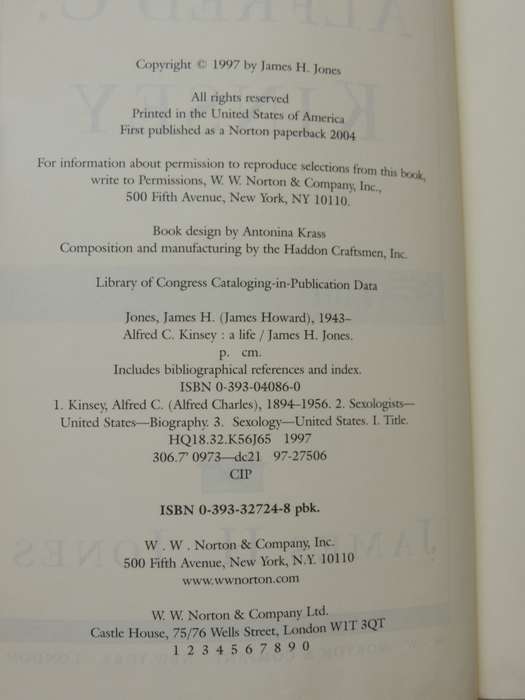 Copyright © 1997 by James H. Jones
All rights reserved
Printed in the United States of America
First published as a Norton paperback 2004
For information about permission to reproduce selections from this book,
write to Permissions, W. W. Norton & Company, Inc.,
500 Fifth Avenue, New York, NY 10110.
Book design by Antonina Krass
Composition and manufacturing by the Haddon Craftsmen, Inc.
Library of Congress Cataloging-in-Publication Data
Jones, James H. (James Howard), 1943–
Alfred C. Kinsey : a life / James H. Jones.
p. cm.
Includes bibliographical references and index.
ISBN 0-393-04086-0
1. Kinsey, Alfred C. (Alfred Charles), 1894–1956. 2. Sexologists—
United States—Biography. 3. Sexology—United States. I. Title.
HQ18.32.K56J65 1997
306.7' 0973—dc21 97-27506
CIP
ISBN 0-393-32724-8 pbk.
W. W. Norton & Company, Inc.
500 Fifth Avenue, New York, N.Y. 10110
www.wwnorton.com
W. W. Norton & Company Ltd.
Castle House, 75/76 Wells Street, London W1T 3QT
1 2 3 4 5 6 7 8 9 0